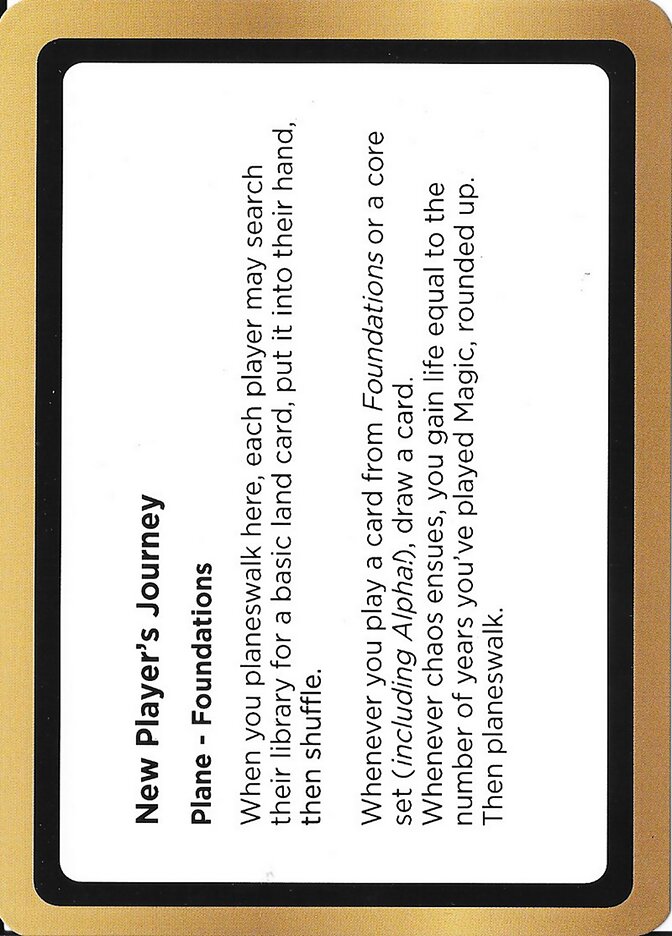 New Player's Journey
Plane - Foundations
When you planeswalk here, each player may search
their library for a basic land card, put it into their hand,
then shuffle.
Whenever you play a card from Foundations or a core
set (including Alpha!), draw a card.
Whenever chaos ensues, you gain life equal to the
number of years you've played Magic, rounded up.
Then planeswalk.